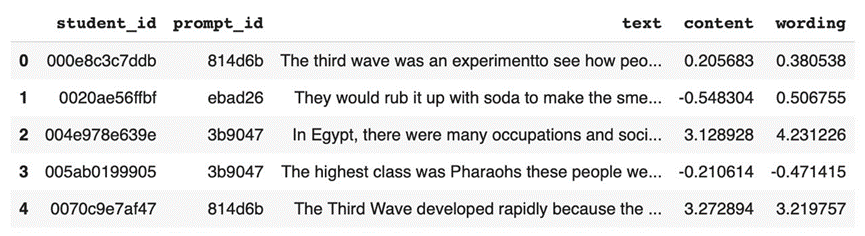 student_id prompt_id text content wording
0 000e8c3c7ddb 814d6b The third wave was an experimentto see how peo... 0.205683 0.380538
1 0020ae56ffbf ebad26 They would rub it up with soda to make the sme... -0.548304 0.506755
2 004e978e639e 3b9047 In Egypt, there were many occupations and soci... 3.128928 4.231226
3 005ab0199905 3b9047 The highest class was Pharaohs these people we... -0.210614 -0.471415
4 0070c9e7af47 814d6b The Third Wave developed rapidly because the ... 3.272894 3.219757